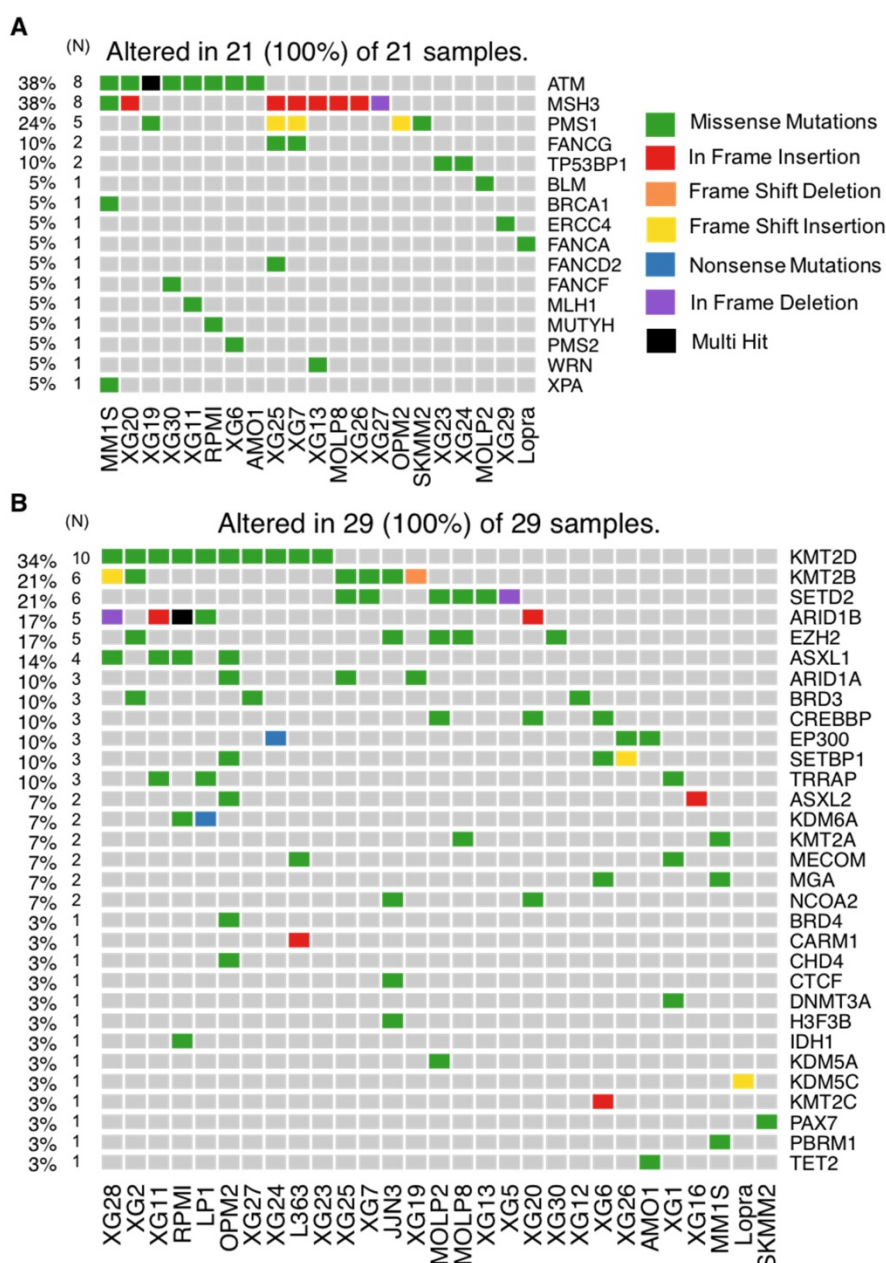 A
(N) Altered in 21 (100%) of 21 samples.
38% 8 ATM
38% 8 MSH3
24% 5 PMS1
10% 2 FANCG
10% 2 TP53BP1
5% 1 BLM
5% 1 BRCA1
5% 1 ERCC4
5% 1 FANCA
5% 1 FANCD2
5% 1 FANCF
5% 1 MLH1
5% 1 MUTYH
5% 1 PMS2
5% 1 WRN
5% 1 XPA
MM1S XG20 XG19 XG30 XG11 RPMI XG6 AMO1 XG25 XG7 XG13 MOLP8 XG26 XG27 OPM2 SKMM2 XG23 XG24 MOLP2 XG29 Lopra
Missense Mutations
In Frame Insertion
Frame Shift Deletion
Frame Shift Insertion
Nonsense Mutations
In Frame Deletion
Multi Hit
B
(N) Altered in 29 (100%) of 29 samples.
34% 10 KMT2D
21% 6 KMT2B
21% 6 SETD2
17% 5 ARID1B
17% 5 EZH2
14% 4 ASXL1
10% 3 ARID1A
10% 3 BRD3
10% 3 CREBBP
10% 3 EP300
10% 3 SETBP1
10% 3 TRRAP
7% 2 ASXL2
7% 2 KDM6A
7% 2 KMT2A
7% 2 MECOM
7% 2 MGA
7% 2 NCOA2
3% 1 BRD4
3% 1 CARM1
3% 1 CHD4
3% 1 CTCF
3% 1 DNMT3A
3% 1 H3F3B
3% 1 IDH1
3% 1 KDM5A
3% 1 KDM5C
3% 1 KMT2C
3% 1 PAX7
3% 1 PBRM1
3% 1 TET2
XG28 XG2 XG11 RPMI LP1 OPM2 XG27 XG24 L363 XG23 XG25 XG7 JJN3 XG19 MOLP2 MOLP8 XG13 XG5 XG20 XG30 XG12 XG6 XG26 AMO1 XG1 XG16 MM1S Lopra SKMM2